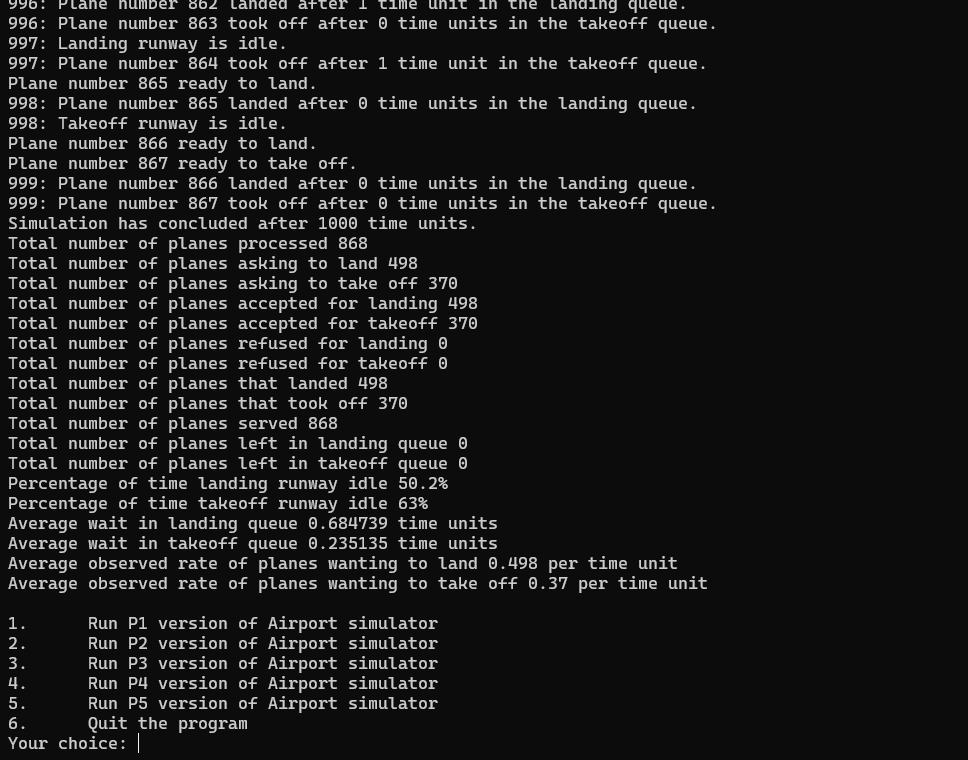 996: Plane number 862 landed after 1 time unit in the landing queue.
996: Plane number 863 took off after 0 time units in the takeoff queue.
997: Landing runway is idle.
997: Plane number 864 took off after 1 time unit in the takeoff queue.
Plane number 865 ready to land.
998: Plane number 865 landed after 0 time units in the landing queue.
998: Takeoff runway is idle.
Plane number 866 ready to land.
Plane number 867 ready to take off.
999: Plane number 866 landed after 0 time units in the landing queue.
999: Plane number 867 took off after 0 time units in the takeoff queue.
Simulation has concluded after 1000 time units.
Total number of planes processed 868
Total number of planes asking to land 498
Total number of planes asking to take off 370
Total number of planes accepted for landing 498
Total number of planes accepted for takeoff 370
Total number of planes refused for landing 0
Total number of planes refused for takeoff 0
Total number of planes that landed 498
Total number of planes that took off 370
Total number of planes served 868
Total number of planes left in landing queue 0
Total number of planes left in takeoff queue 0
Percentage of time landing runway idle 50.2%
Percentage of time takeoff runway idle 63%
Average wait in landing queue 0.684739 time units
Average wait in takeoff queue 0.235135 time units
Average observed rate of planes wanting to land 0.498 per time unit
Average observed rate of planes wanting to take off 0.37 per time unit
1. Run P1 version of Airport simulator
2. Run P2 version of Airport simulator
3. Run P3 version of Airport simulator
4. Run P4 version of Airport simulator
5. Run P5 version of Airport simulator
6. Quit the program
Your choice: